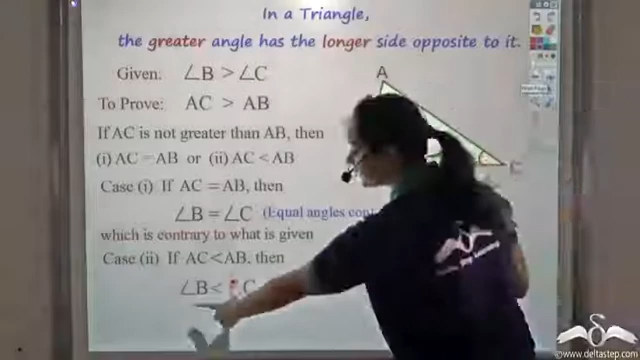 In a Triangle,
the greater angle has the longer side opposite to it.
Given: ∠B > ∠C
To Prove: AC > AB
If AC is not greater than AB, then
(i) AC = AB or (ii) AC < AB
Case (i) If AC = AB, then
∠B = ∠C (Equal angles
which is contrary to what is given
Case (ii) If AC < AB, then
∠B < C
A
C
©www.deltastep.com